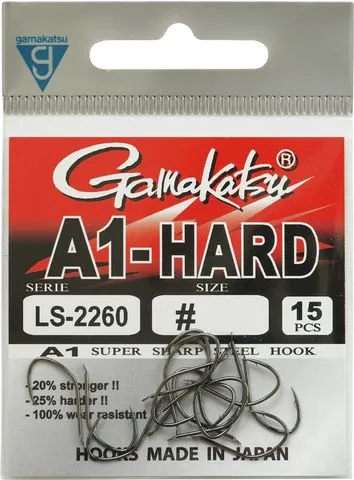 gamakatsu
g
Gamakatsu®
A1-HARD
SERIE SIZE
LS-2260 # 15 PCS
A1 SUPER SHARP STEEL HOOK
- 20% stronger !!
- 25% harder !!
- 100% wear resistant
HOOKS MADE IN JAPAN